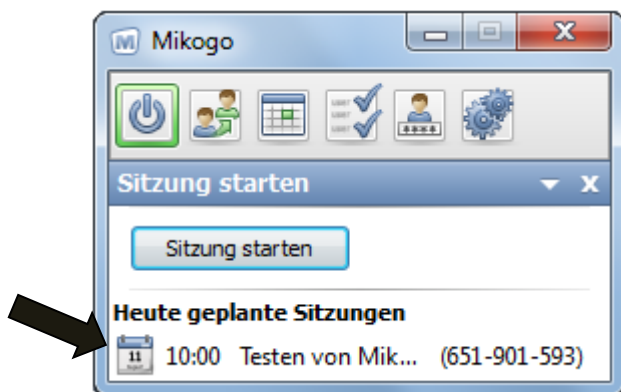 Mikogo
Sitzung starten
Sitzung starten
Heute geplante Sitzungen
11 10:00 Testen von Mik... (651-901-593)